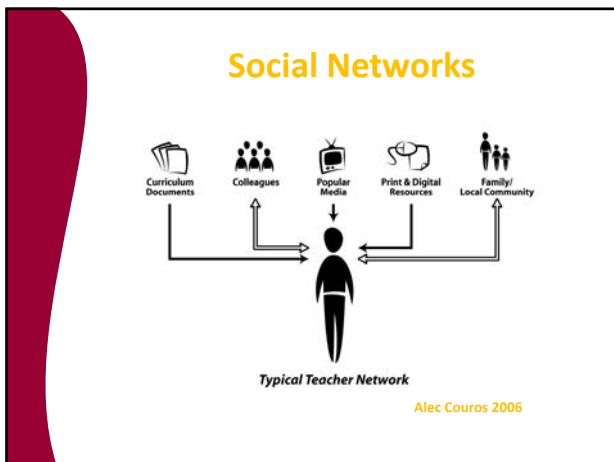 Social Networks
Curriculum
Documents
Colleagues
Popular
Media
Print & Digital
Resources
Family/
Local Community
Typical Teacher Network
Alec Couros 2006